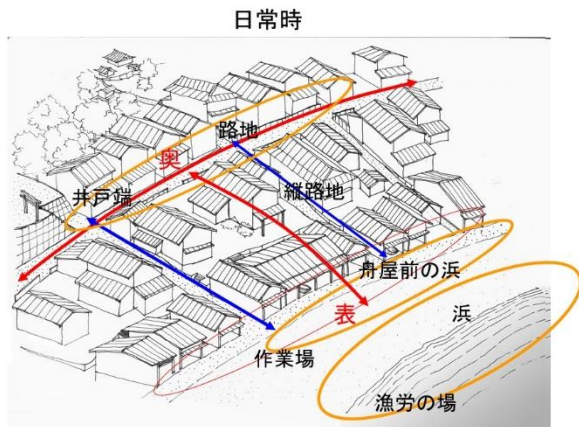 日常時
路地
奥
井戸端
縦路地
舟屋前の浜
表
浜
作業場
漁労の場